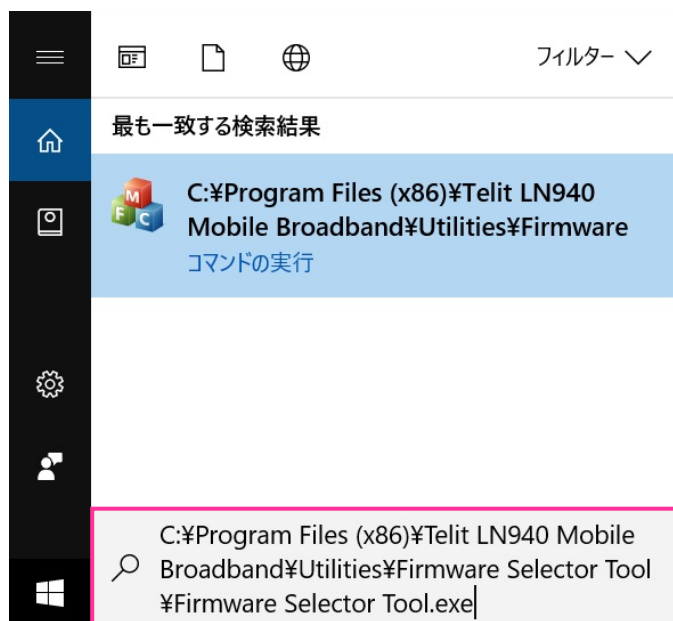 フィルター
最も一致する検索結果
M
F C
C:¥Program Files (x86)¥Telit LN940
Mobile Broadband¥Utilities¥Firmware
コマンドの実行
C:¥Program Files (x86)¥Telit LN940 Mobile
Broadband¥Utilities¥Firmware Selector Tool
¥Firmware Selector Tool.exe